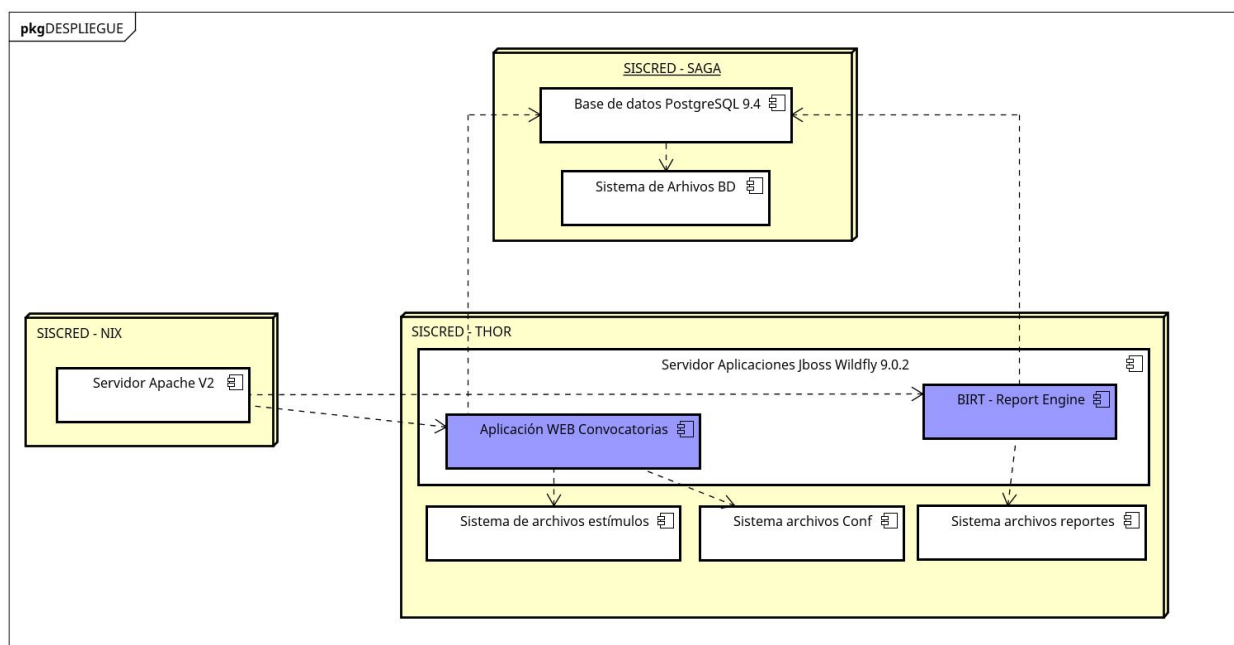 pkgDESPLIEGUE
SISCRED - SAGA
Base de datos PostgreSQL 9.4
Sistema de Arhivos BD
SISCRED - NIX
Servidor Apache V2
SISCRED - THOR
Servidor Aplicaciones Jboss Wildfly 9.0.2
BIRT - Report Engine
Aplicación WEB Convocatorias
Sistema de archivos estímulos
Sistema archivos Conf
Sistema archivos reportes